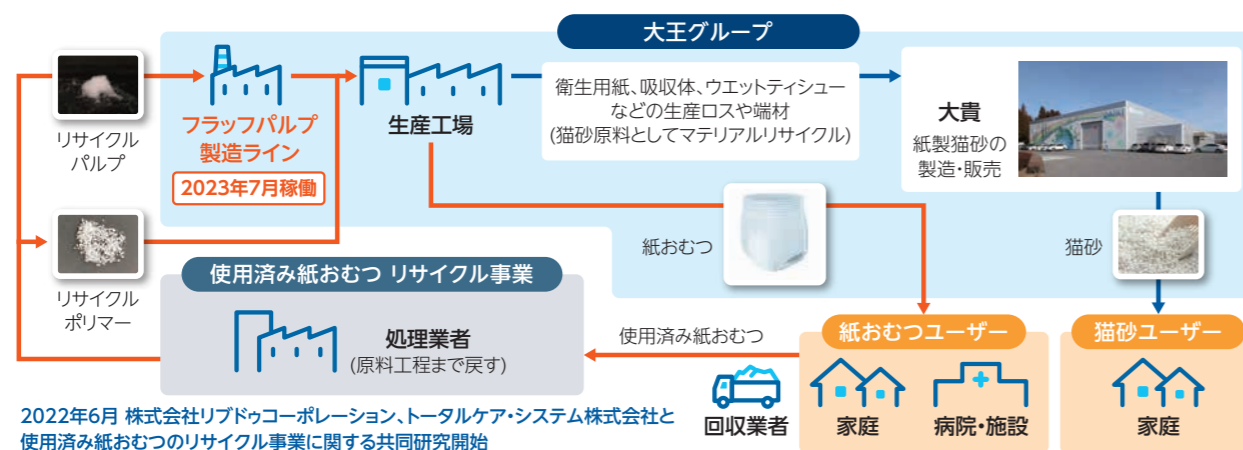 大王グループ
リサイクル
パルプ
フラッフパルプ
製造ライン
2023年7月稼働
生産工場
衛生用紙、吸収体、ウエットティシュー
などの生産ロスや端材
(猫砂原料としてマテリアルリサイクル)
大貴
紙製猫砂の
製造・販売
紙おむつ
猫砂
リサイクル
ポリマー
使用済み紙おむつ リサイクル事業
処理業者
(原料工程まで戻す)
使用済み紙おむつ
回収業者
紙おむつユーザー
家庭
病院・施設
猫砂ユーザー
家庭
2022年6月 株式会社リブドゥコーポレーション、トータルケア・システム株式会社と
使用済み紙おむつのリサイクル事業に関する共同研究開始